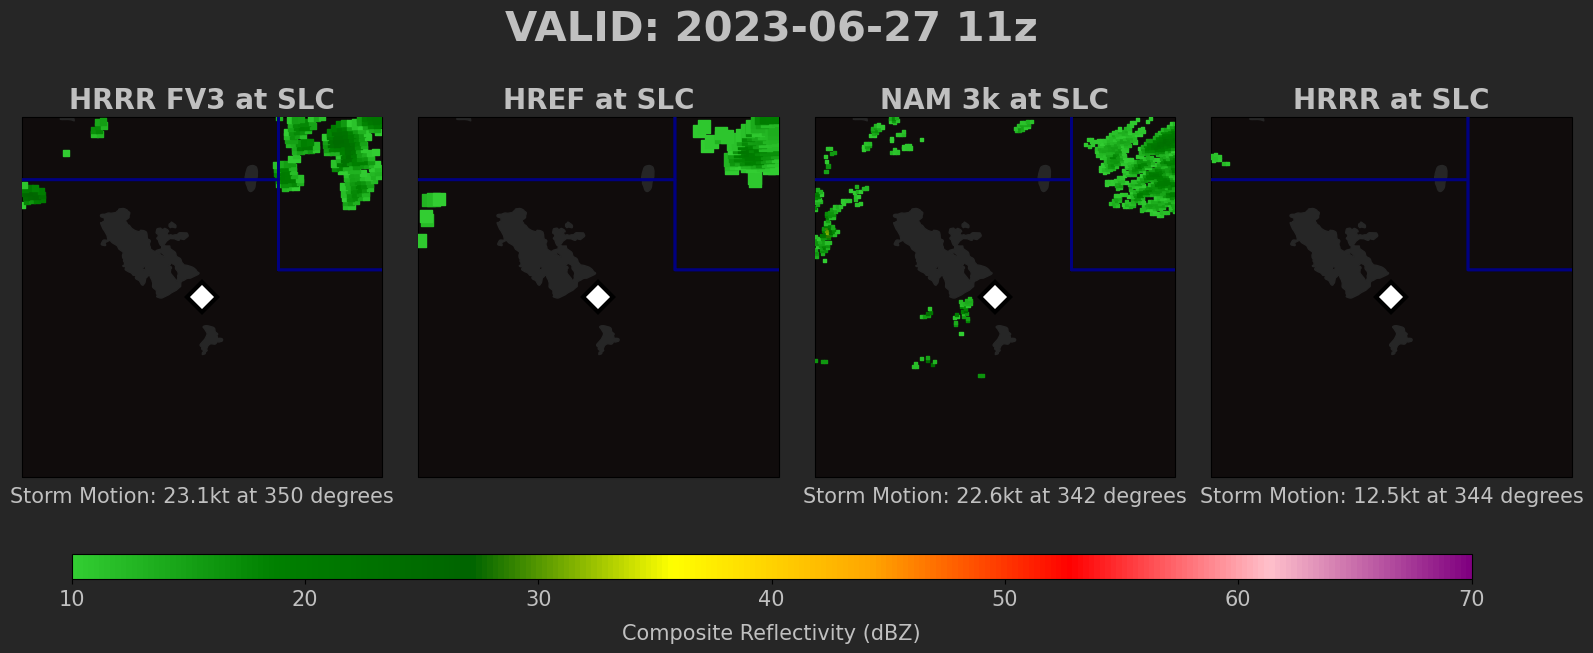 VALID: 2023-06-27 11z
HRRR FV3 at SLC
HREF at SLC
NAM 3k at SLC
HRRR at SLC
Storm Motion: 23.1kt at 350 degrees
Storm Motion: 22.6kt at 342 degrees
Storm Motion: 12.5kt at 344 degrees
10 20 30 40 50 60 70
Composite Reflectivity (dBZ)